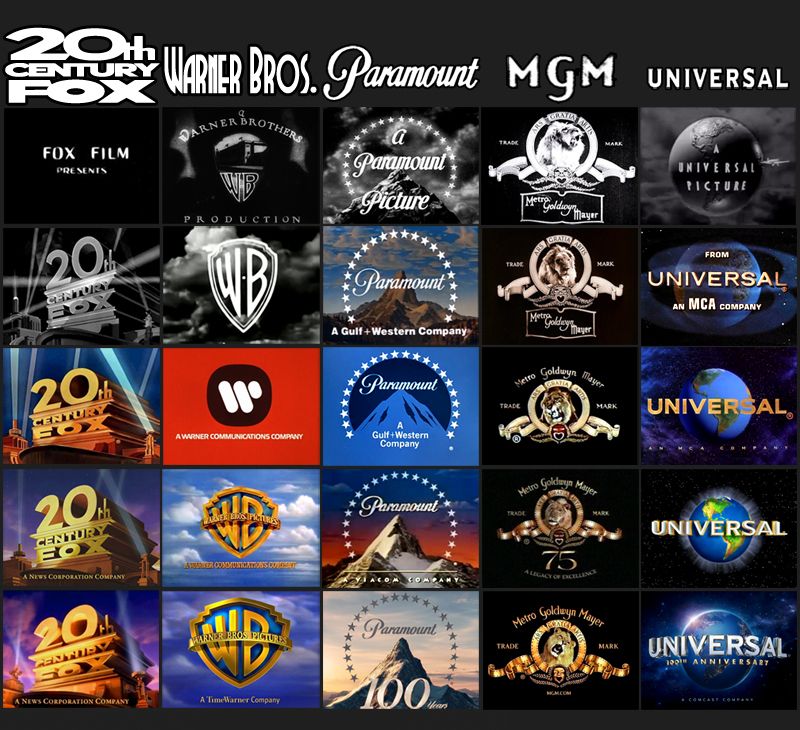 20th
CENTURY
FOX
WARNER BROS.
Paramount
MGM
UNIVERSAL
FOX FILM
PRESENTS
a
WARNER BROTHERS
WB
PRODUCTION
a
Paramount
Picture
ARS GRATIA ARTIS
TRADE MARK
Metro
Goldwyn
Mayer
A
UNIVERSAL
PICTURE
20th
CENTURY
FOX
W·B
Paramount
A Gulf+Western Company
ARS GRATIA ARTIS
TRADE MARK
Metro
Goldwyn
Mayer
FROM
UNIVERSAL®
AN MCA COMPANY
20th
CENTURY
FOX
W
A WARNER COMMUNICATIONS COMPANY
Paramount
A
Gulf+Western
Company
®
Metro Goldwyn Mayer
ARS GRATIA ARTIS
TRADE MARK
®
UNIVERSAL®
AN MCA COMPANY
20th
CENTURY
FOX
A NEWS CORPORATION COMPANY
WARNER BROS. PICTURES
WB
A WARNER COMMUNICATIONS COMPANY
Paramount
A VIACOM COMPANY
Metro Goldwyn Mayer
ARS GRATIA ARTIS
TRADE MARK
75
A LEGACY OF EXCELLENCE
UNIVERSAL
20th
CENTURY
FOX
A NEWS CORPORATION COMPANY
WARNER BROS. PICTURES
WB
A TimeWarner Company
Paramount
100 Years
Metro Goldwyn Mayer
ARS GRATIA ARTIS
TRADE MARK
MGM.COM
UNIVERSAL
100TH ANNIVERSARY
A COMCAST COMPANY